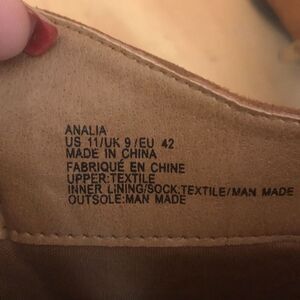 ANALIA
US 11/UK 9/EU 42
MADE IN CHINA
FABRIQUÉ EN CHINE
UPPER:TEXTILE
INNER LINING/SOCK:TEXTILE/MAN MADE
OUTSOLE:MAN MADE